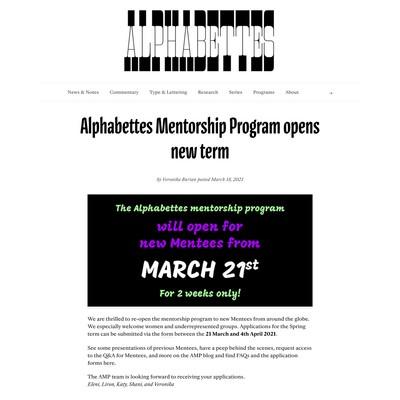 ALPHABETTES
News & Notes Commentary Type & Lettering Research Series Programs About
Alphabettes Mentorship Program opens
new term
by Veronika Burian posted March 18, 2021
The Alphabettes mentorship program
will open for
new Mentees from
MARCH 21st
For 2 weeks only!
We are thrilled to re-open the mentorship program to new Mentees from around the globe.
We especially welcome women and underrepresented groups. Applications for the Spring
term can be submitted via the form between the 21 March and 4th April 2021.
See some presentations of previous Mentees, have a peep behind the scenes, request access
to the Q&A for Mentees, and more on the AMP blog and find FAQs and the application
forms here.
The AMP team is looking forward to receiving your applications.
Eleni, Liron, Katy, Shani, and Veronika